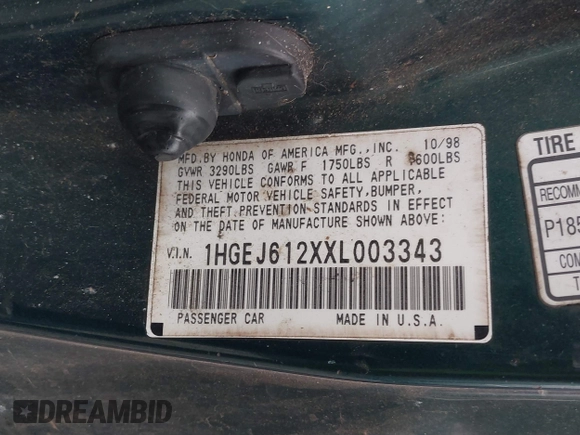 MFD.BY HONDA OF AMERICA MFG.,INC. 10/98
GVWR 3290LBS GAWR F 1750LBS R 1600LBS
THIS VEHICLE CONFORMS TO ALL APPLICABLE
FEDERAL MOTOR VEHICLE SAFETY,BUMPER,
AND THEFT PREVENTION STANDARDS IN EFFECT
ON THE DATE OF MANUFACTURE SHOWN ABOVE:
V.I.N. 1HGEJ612XXL003343
PASSENGER CAR MADE IN U.S.A.
TIRE
RECOMM
P185
COM
T
DREAMBID